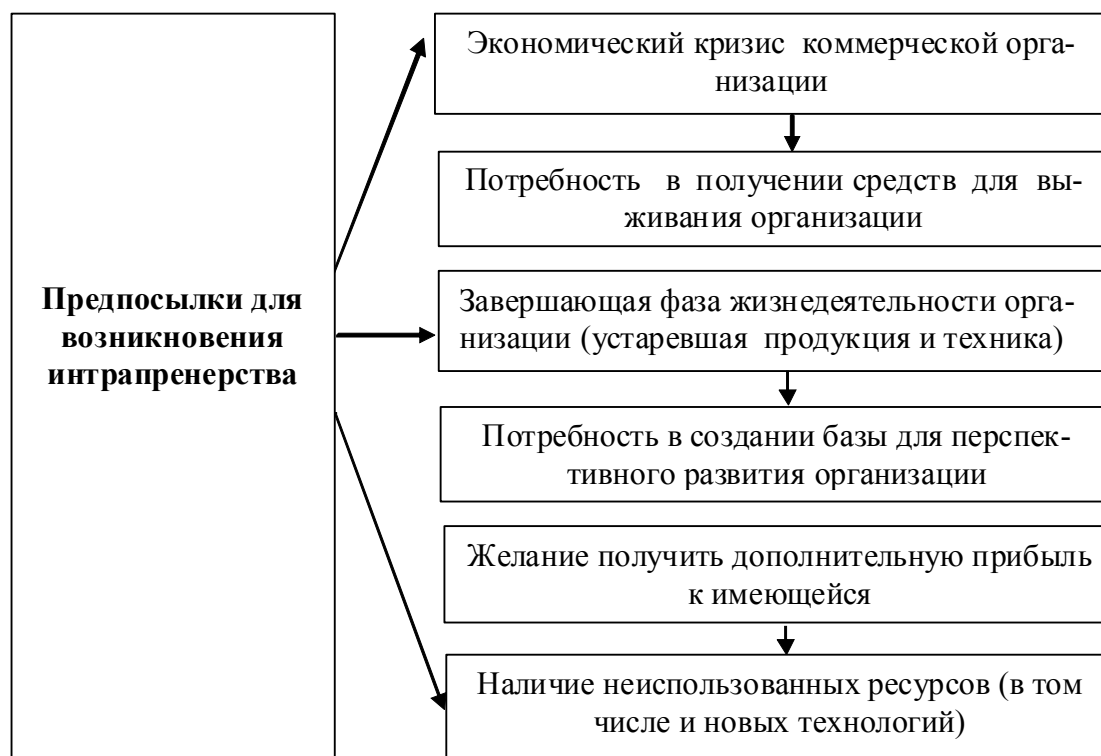 Предпосылки для
возникновения
интрапренерства
Экономический кризис коммерческой орга-
низации
Потребность в получении средств для вы-
живания организации
Завершающая фаза жизнедеятельности орга-
низации (устаревшая продукция и техника)
Потребность в создании базы для перспек-
тивного развития организации
Желание получить дополнительную прибыль
к имеющейся
Наличие неиспользованных ресурсов (в том
числе и новых технологий)